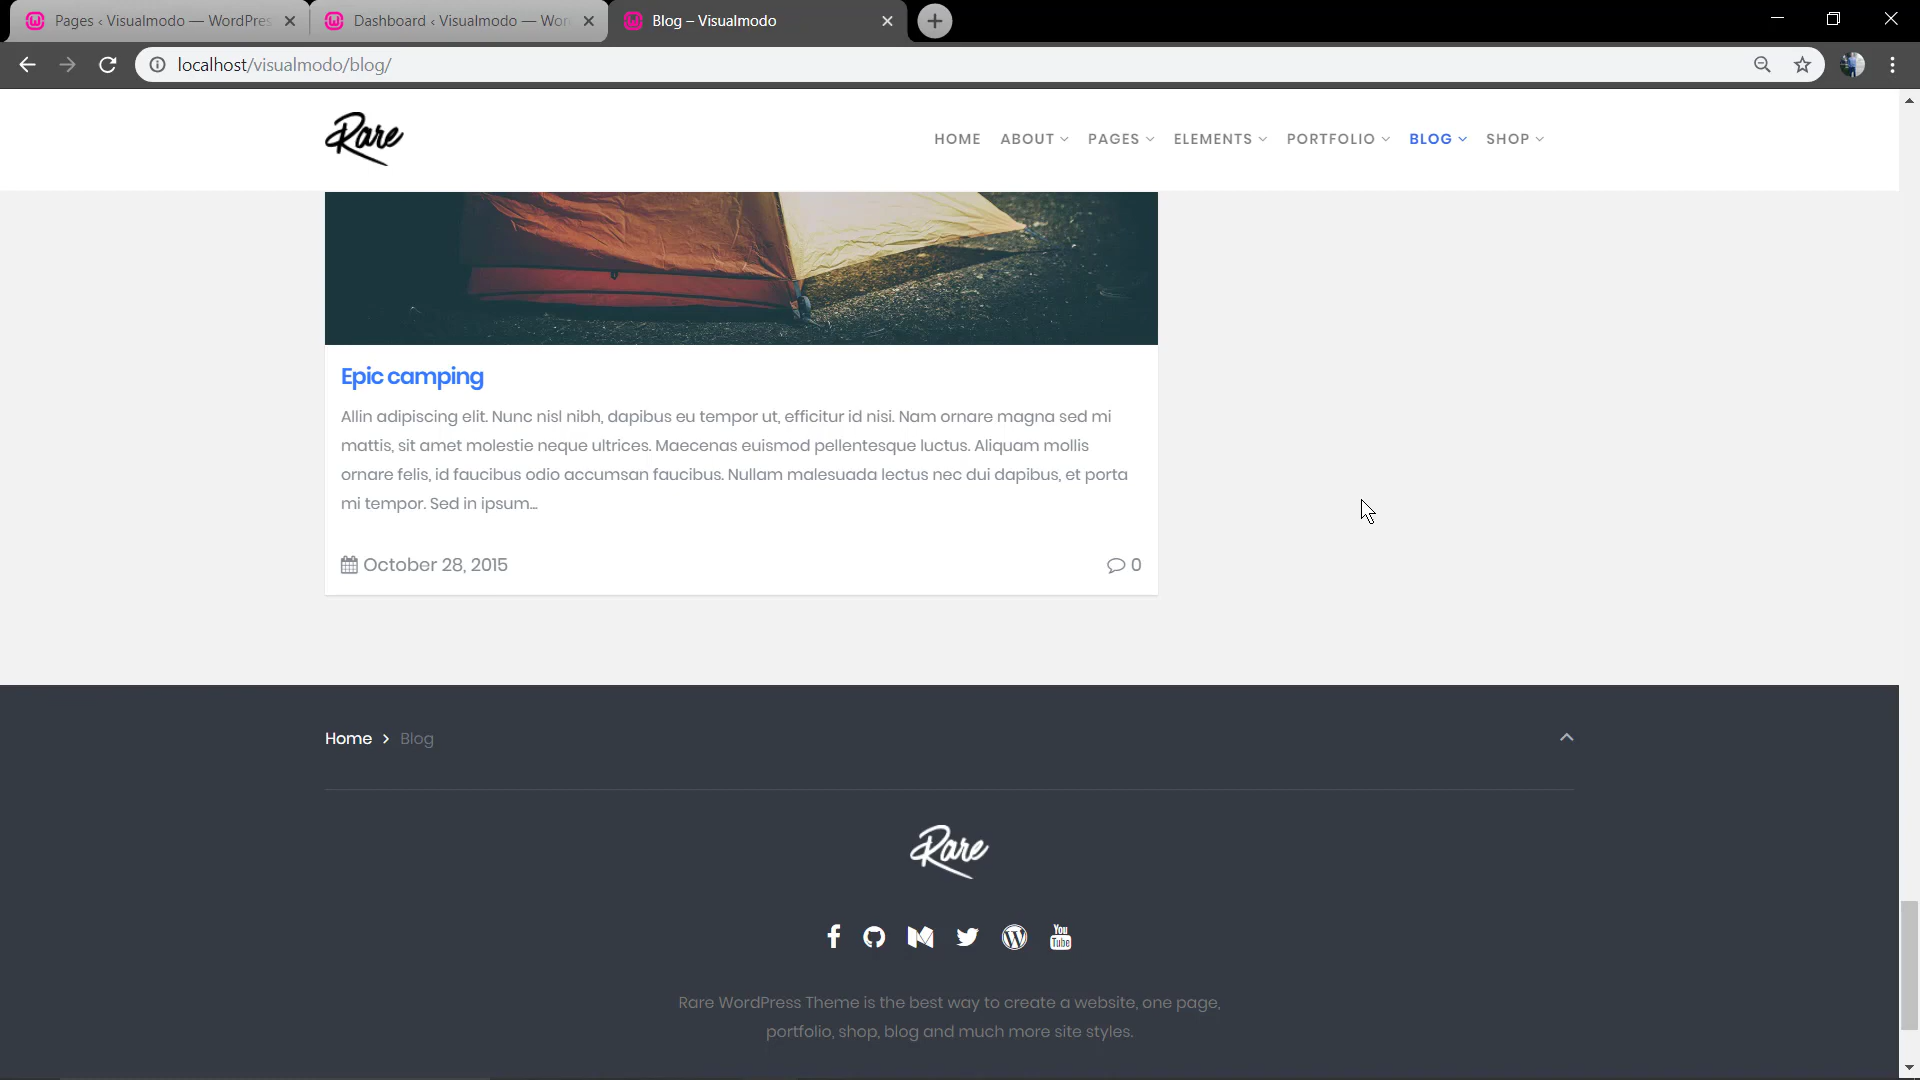 Pages ‹ Visualmodo — WordPres
Dashboard ‹ Visualmodo — Wor
Blog – Visualmodo
localhost/visualmodo/blog/
Rare
HOME
ABOUT
PAGES
ELEMENTS
PORTFOLIO
BLOG
SHOP
Epic camping
Allin adipiscing elit. Nunc nisl nibh, dapibus eu tempor ut, efficitur id nisi. Nam ornare magna sed mi
mattis, sit amet molestie neque ultrices. Maecenas euismod pellentesque luctus. Aliquam mollis
ornare felis, id faucibus odio accumsan faucibus. Nullam malesuada lectus nec dui dapibus, et porta
mi tempor. Sed in ipsum...
October 28, 2015
0
Home
Blog
Rare
You
Tube
Rare WordPress Theme is the best way to create a website, one page,
portfolio, shop, blog and much more site styles.